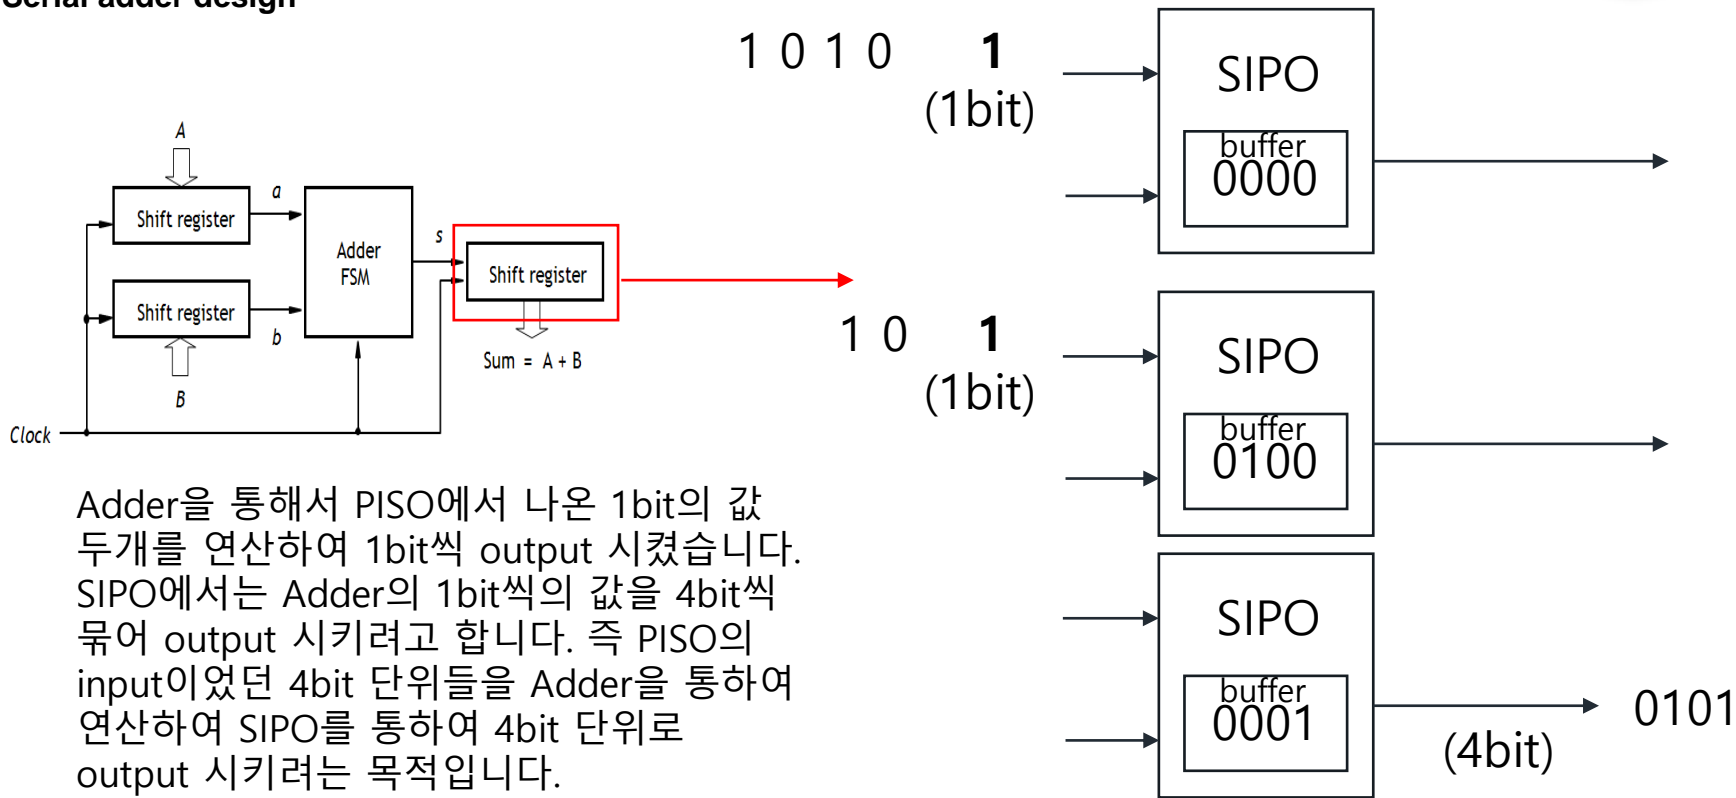 Serial adder design
A
Shift register
a
Adder
FSM
s
Shift register
Shift register
b
B
Sum = A + B
Clock
Adder을 통해서 PISO에서 나온 1bit의 값
두개를 연산하여 1bit씩 output 시켰습니다.
SIPO에서는 Adder의 1bit씩의 값을 4bit씩
묶어 output 시키려고 합니다. 즉 PISO의
input이었던 4bit 단위들을 Adder을 통하여
연산하여 SIPO를 통하여 4bit 단위로
output 시키려는 목적입니다.
1 0 1 0 1
(1bit)
SIPO
buffer
0000
1 0 1
(1bit)
SIPO
buffer
0100
SIPO
buffer
0001
(4bit)
0101